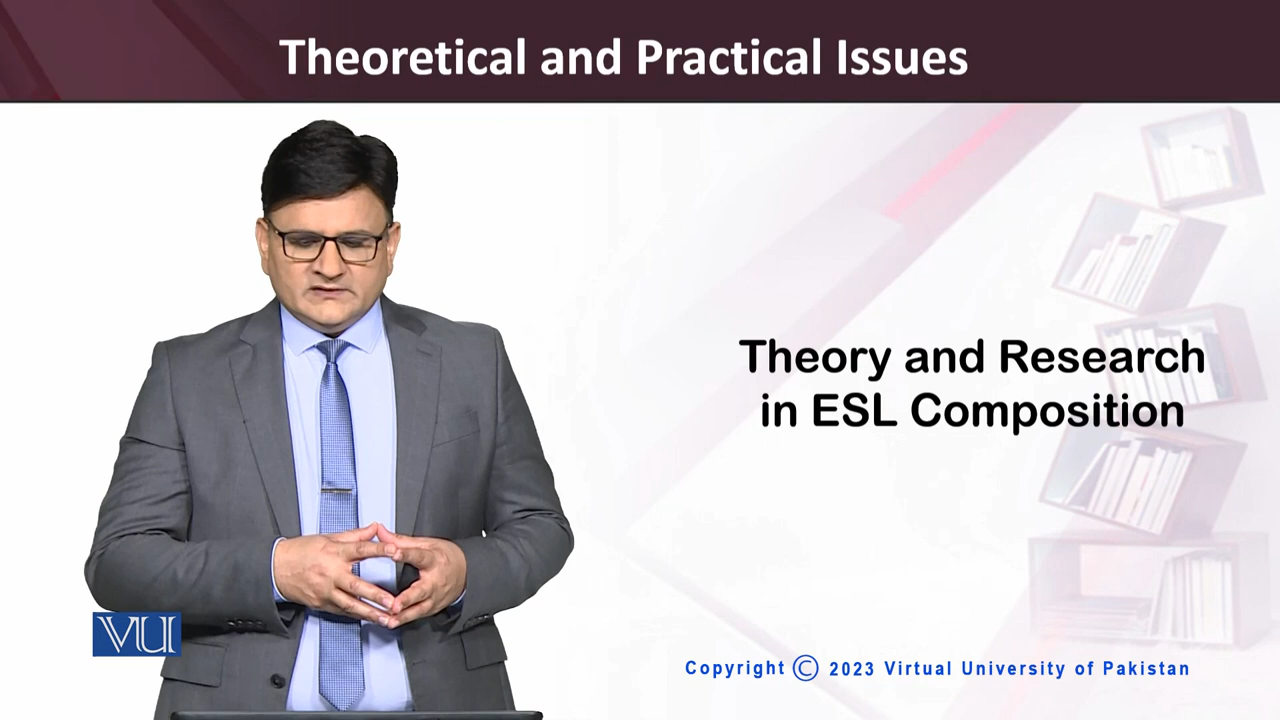 Theoretical and Practical Issues
Theory and Research
in ESL Composition
VU
Copyright © 2023 Virtual University of Pakistan